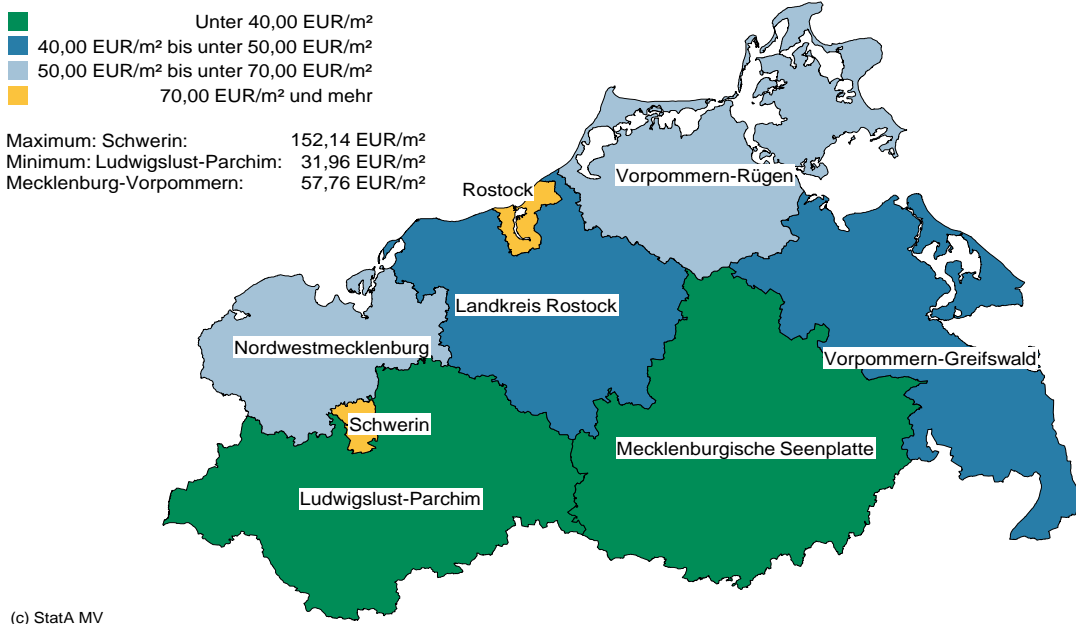 Unter 40,00 EUR/m²
40,00 EUR/m² bis unter 50,00 EUR/m²
50,00 EUR/m² bis unter 70,00 EUR/m²
70,00 EUR/m² und mehr
Maximum: Schwerin: 152,14 EUR/m²
Minimum: Ludwigslust-Parchim: 31,96 EUR/m²
Mecklenburg-Vorpommern: 57,76 EUR/m²
Vorpommern-Rügen
Rostock
Landkreis Rostock
Nordwestmecklenburg
Vorpommern-Greifswald
Schwerin
Mecklenburgische Seenplatte
Ludwigslust-Parchim
(c) StatA MV